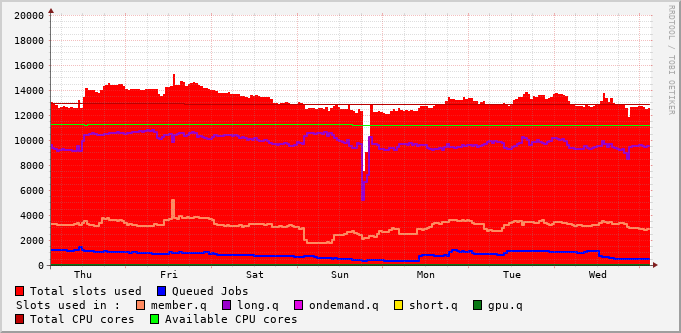 RRDTOOL / TOBI OETIKER
20000
18000
16000
14000
12000
10000
8000
6000
4000
2000
0
Thu Fri Sat Sun Mon Tue Wed
Total slots used Queued Jobs
Slots used in : member.q long.q ondemand.q short.q gpu.q
Total CPU cores Available CPU cores